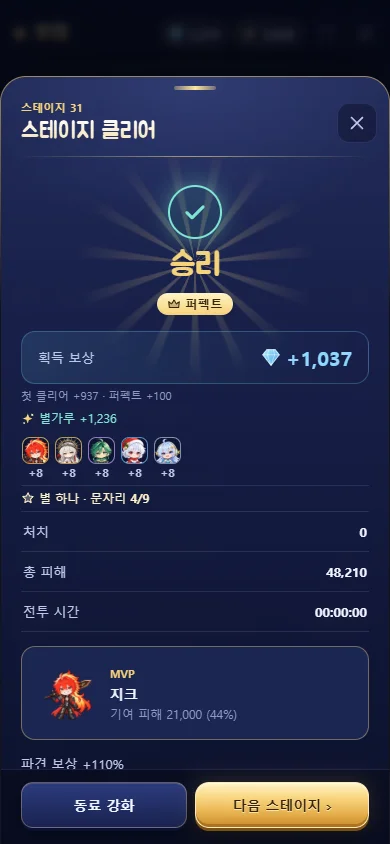 스테이지 31
스테이지 클리어
승리
퍼펙트
획득 보상 +1,037
첫 클리어 +937 · 퍼펙트 +100
별가루 +1,236
+8 +8 +8 +8 +8
별 하나 · 문자리 4/9
처치 0
총 피해 48,210
전투 시간 00:00:00
MVP
지크
기여 피해 21,000 (44%)
파견 보상 +110%
동료 강화 다음 스테이지 ›